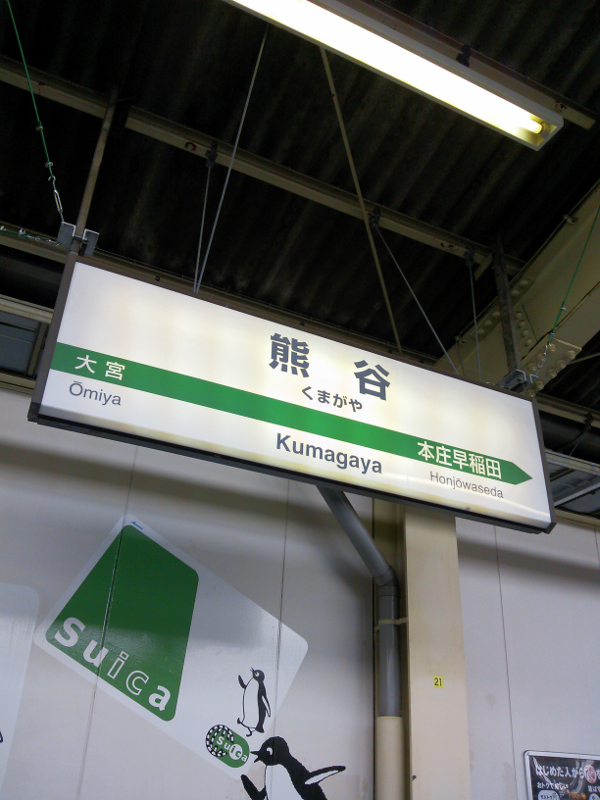 熊谷
くまがや
大宮
Ōmiya
Kumagaya
本庄早稲田
Honjōwaseda
Suica
Suica
21
はじめた人から